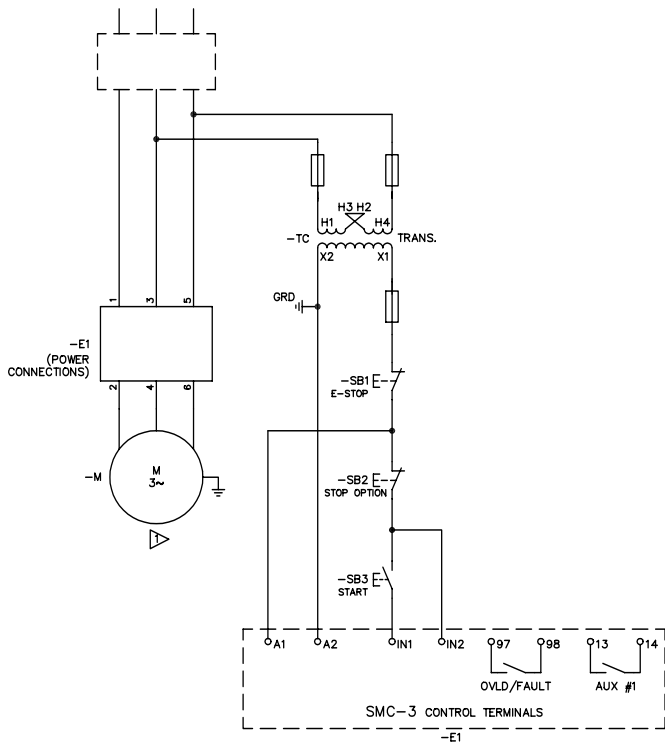 H3 H2
H1
H4
-TC
TRANS.
X2
X1
GRD
1
3
5
-E1
(POWER
CONNECTIONS)
2
4
6
-SB1
E-STOP
-M
M
3~
-SB2
STOP OPTION
1
-SB3
START
A1
A2
IN1
IN2
97
98
13
14
OVLD/FAULT
AUX #1
SMC-3 CONTROL TERMINALS
-E1